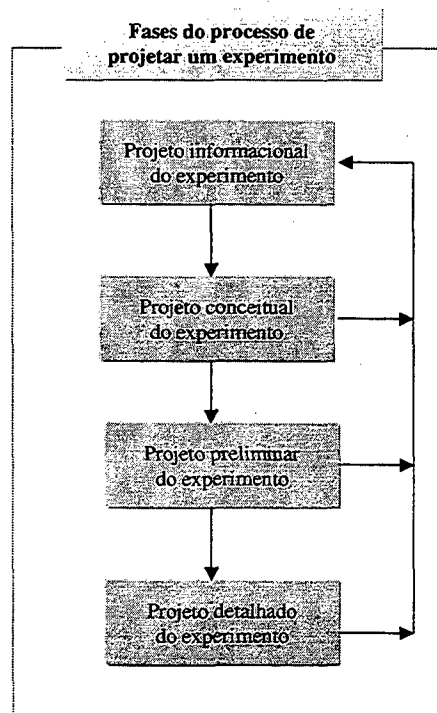 Fases do processo de
projetar um experimento
Projeto informacional
do experimento
Projeto conceitual
do experimento
Projeto preliminar
do experimento
Projeto detalhado
do experimento